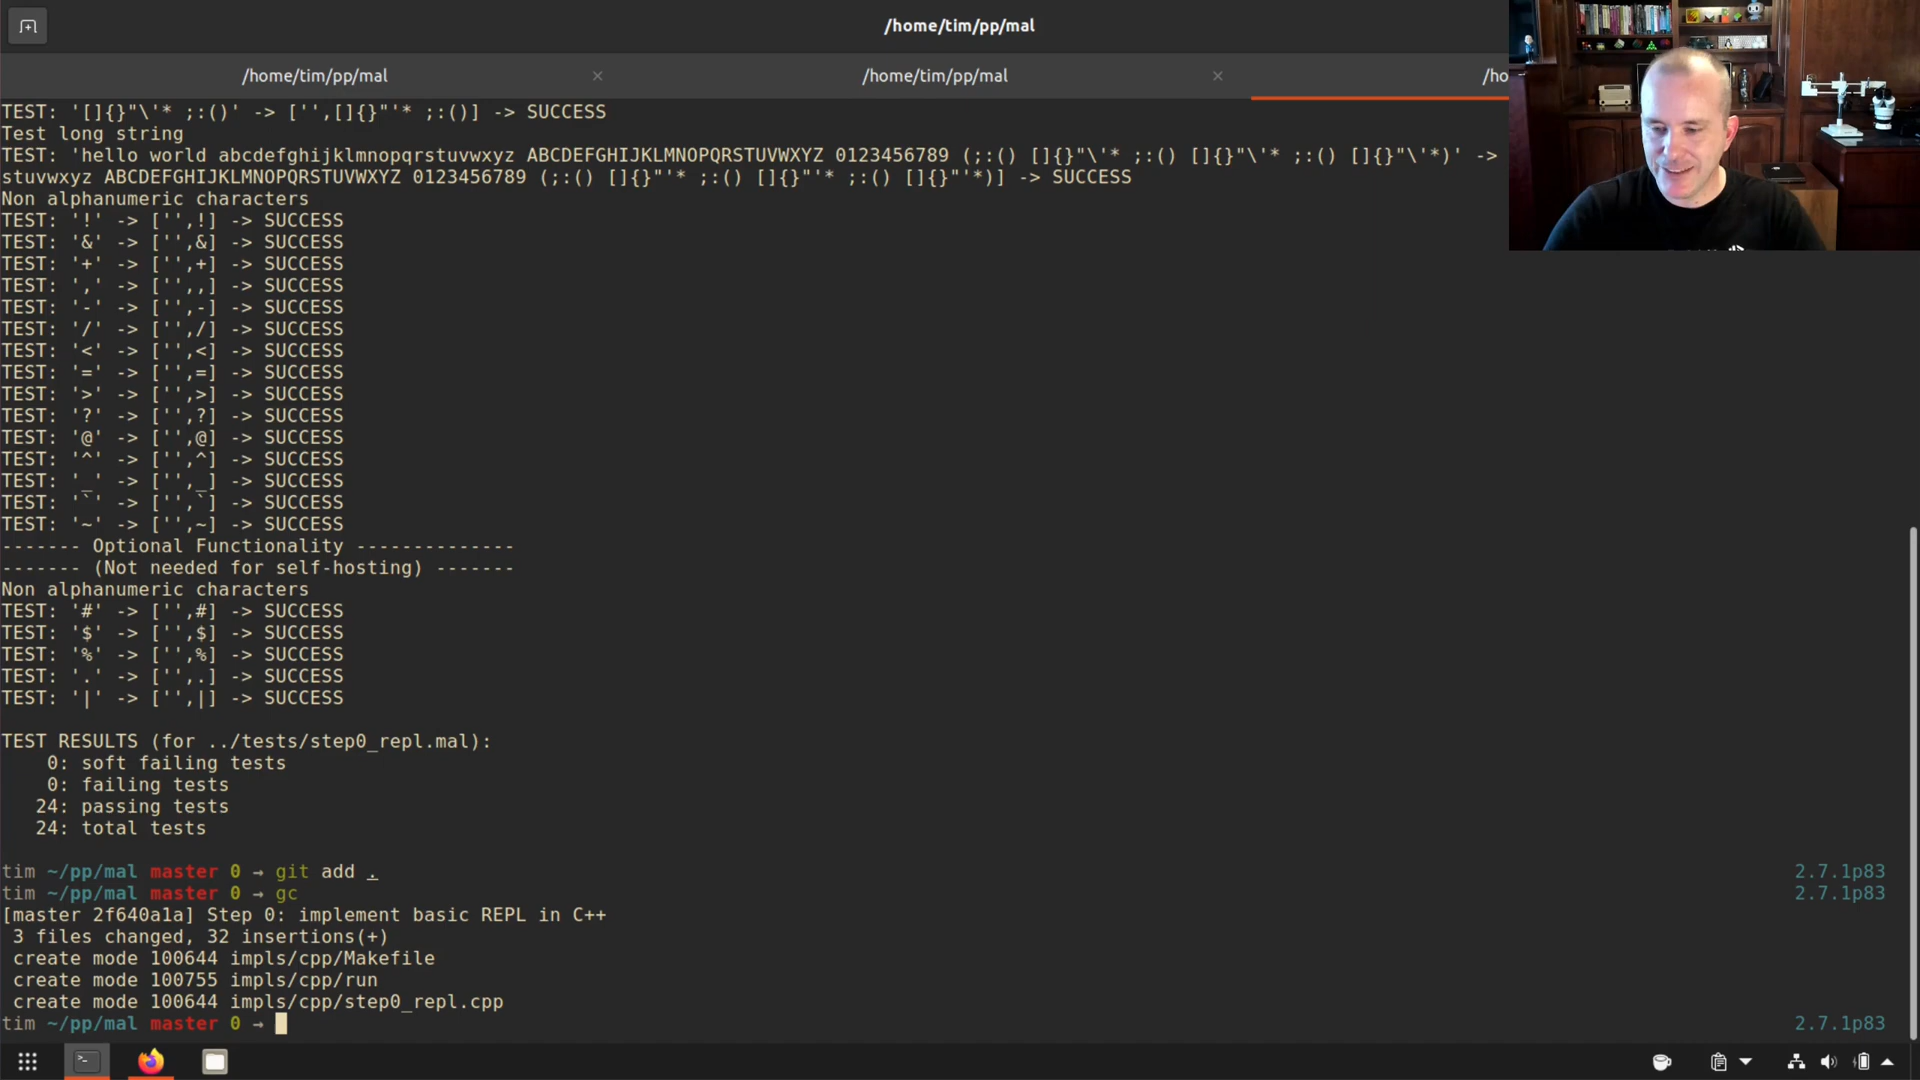 /home/tim/pp/mal
/home/tim/pp/mal
/home/tim/pp/mal
/ho
TEST: '[]{}"\'* ;:()' -> ['',[]{}"'* ;:()] -> SUCCESS
Test long string
TEST: 'hello world abcdefghijklmnopqrstuvwxyz ABCDEFGHIJKLMNOPQRSTUVWXYZ 0123456789 (;:() []{}"\'* ;:() []{}"\'* ;:() []{}"\'*)' ->
stuvwxyz ABCDEFGHIJKLMNOPQRSTUVWXYZ 0123456789 (;:() []{}"'* ;:() []{}"'* ;:() []{}"'*)] -> SUCCESS
Non alphanumeric characters
TEST: '!' -> ['',!] -> SUCCESS
TEST: '&' -> ['',&] -> SUCCESS
TEST: '+' -> ['',+] -> SUCCESS
TEST: ',' -> ['',,] -> SUCCESS
TEST: '-' -> ['',-] -> SUCCESS
TEST: '/' -> ['',/] -> SUCCESS
TEST: '<' -> ['',<] -> SUCCESS
TEST: '=' -> ['',=] -> SUCCESS
TEST: '>' -> ['',>] -> SUCCESS
TEST: '?' -> ['',?] -> SUCCESS
TEST: '@' -> ['',@] -> SUCCESS
TEST: '^' -> ['',^] -> SUCCESS
TEST: '_' -> ['',_] -> SUCCESS
TEST: '`' -> ['',`] -> SUCCESS
TEST: '~' -> ['',~] -> SUCCESS
------- Optional Functionality --------------
------- (Not needed for self-hosting) -------
Non alphanumeric characters
TEST: '#' -> ['',#] -> SUCCESS
TEST: '$' -> ['',$] -> SUCCESS
TEST: '%' -> ['',%] -> SUCCESS
TEST: '.' -> ['',.] -> SUCCESS
TEST: '|' -> ['',|] -> SUCCESS
TEST RESULTS (for ../tests/step0_repl.mal):
0: soft failing tests
0: failing tests
24: passing tests
24: total tests
tim ~/pp/mal master 0 → git add . 2.7.1p83
tim ~/pp/mal master 0 → gc 2.7.1p83
[master 2f640a1a] Step 0: implement basic REPL in C++
3 files changed, 32 insertions(+)
create mode 100644 impls/cpp/Makefile
create mode 100755 impls/cpp/run
create mode 100644 impls/cpp/step0_repl.cpp
tim ~/pp/mal master 0 → 2.7.1p83